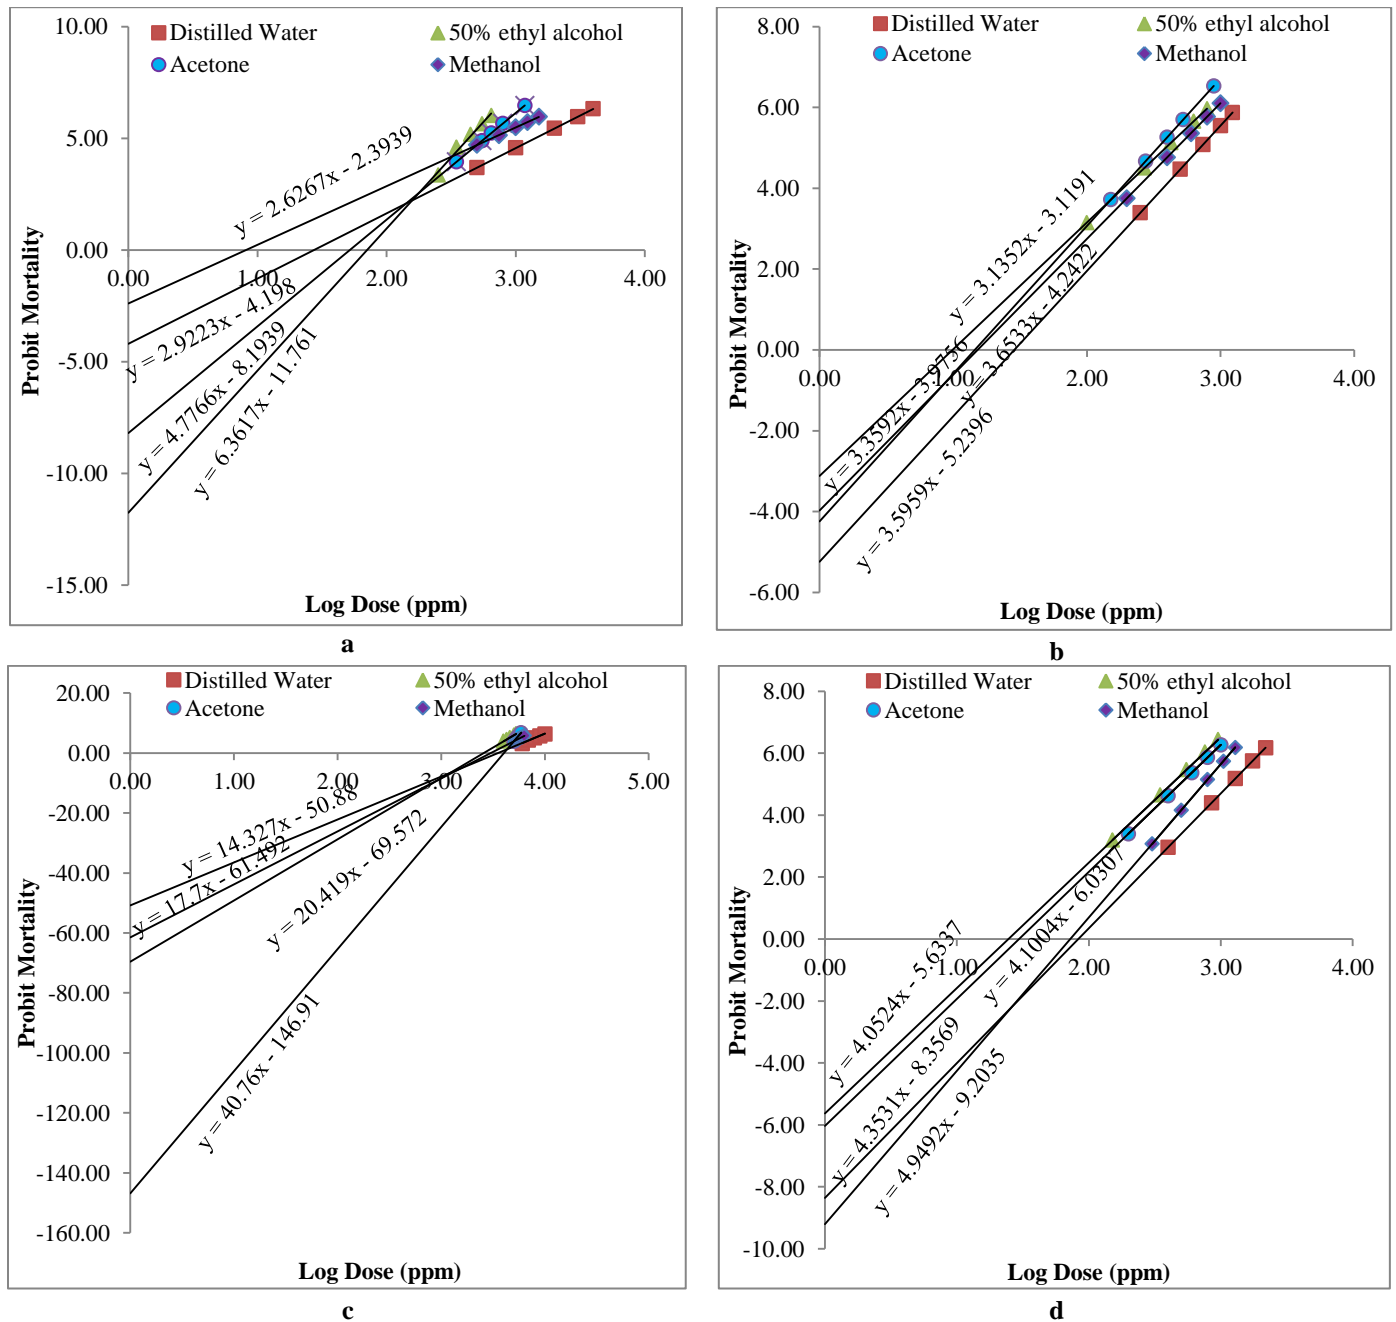 Distilled Water
50% ethyl alcohol
Acetone
Methanol
10.00
5.00
0.00
-5.00
-10.00
-15.00
0.00
1.00
2.00
3.00
4.00
y = 2.6267x - 2.3939
y = 2.9223x - 4.198
y = 4.7766x - 8.1939
y = 6.3617x - 11.761
Probit Mortality
Log Dose (ppm)
a
Distilled Water
50% ethyl alcohol
Acetone
Methanol
8.00
6.00
4.00
2.00
0.00
-2.00
-4.00
-6.00
0.00
1.00
2.00
3.00
4.00
y = 3.1352x - 3.1191
y = 3.6533x - 4.2422
y = 3.3592x - 3.9756
y = 3.5959x - 5.2396
Probit Mortality
Log Dose (ppm)
b
Distilled Water
50% ethyl alcohol
Acetone
Methanol
20.00
0.00
-20.00
-40.00
-60.00
-80.00
-100.00
-120.00
-140.00
-160.00
0.00
1.00
2.00
3.00
4.00
5.00
y = 14.327x - 50.88
y = 17.7x - 61.492
y = 20.419x - 69.572
y = 40.76x - 146.91
Probit Mortality
Log Dose (ppm)
c
Distilled Water
50% ethyl alcohol
Acetone
Methanol
8.00
6.00
4.00
2.00
0.00
-2.00
-4.00
-6.00
-8.00
-10.00
0.00
1.00
2.00
3.00
4.00
y = 4.0524x - 5.6337
y = 4.1004x - 6.0307
y = 4.3531x - 8.3569
y = 4.9492x - 9.2035
Probit Mortality
Log Dose (ppm)
d